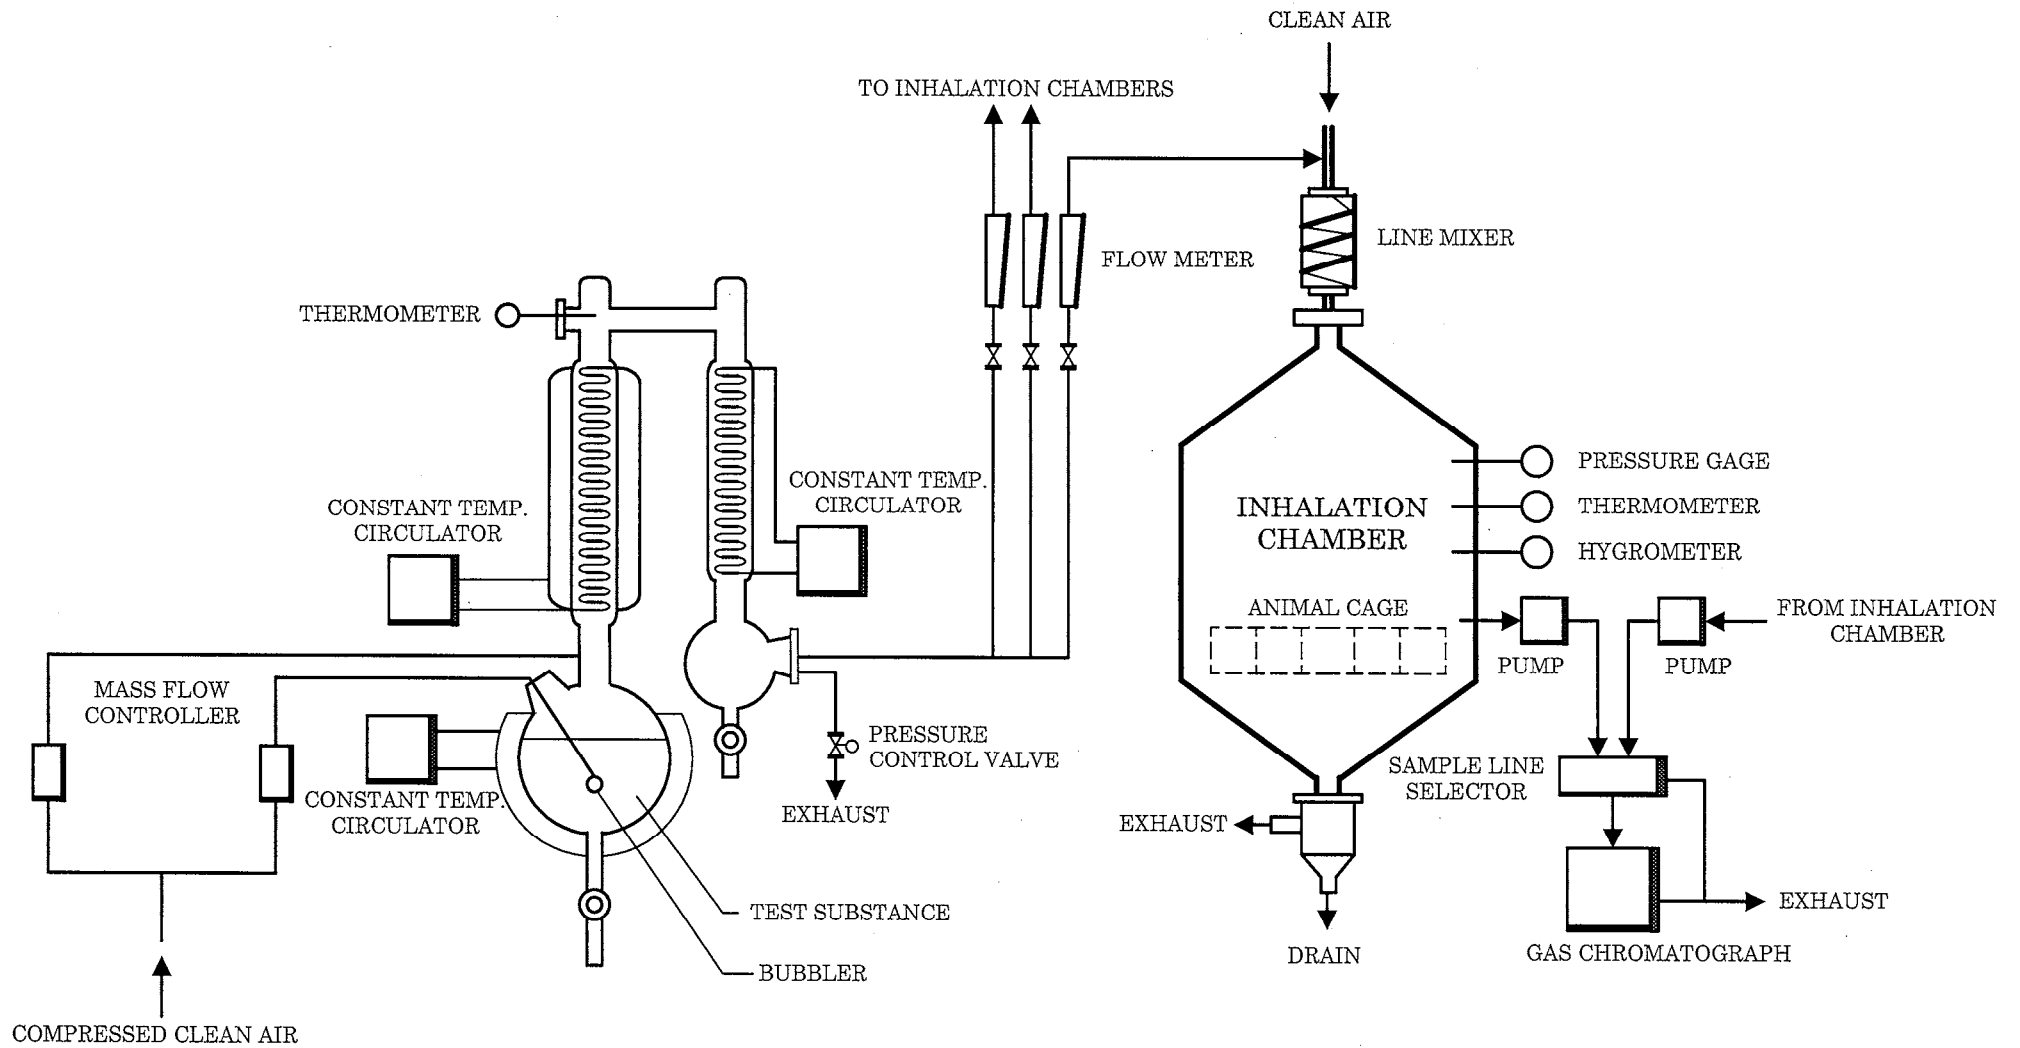 CLEAN AIR
TO INHALATION CHAMBERS
LINE MIXER
FLOW METER
THERMOMETER
PRESSURE GAGE
CONSTANT TEMP.
CIRCULATOR
CONSTANT TEMP.
CIRCULATOR
INHALATION
CHAMBER
THERMOMETER
HYGROMETER
ANIMAL CAGE
FROM INHALATION
CHAMBER
PUMP
PUMP
MASS FLOW
CONTROLLER
PRESSURE
CONTROL VALVE
SAMPLE LINE
SELECTOR
CONSTANT TEMP.
CIRCULATOR
EXHAUST
EXHAUST
TEST SUBSTANCE
EXHAUST
DRAIN
GAS CHROMATOGRAPH
BUBBLER
COMPRESSED CLEAN AIR